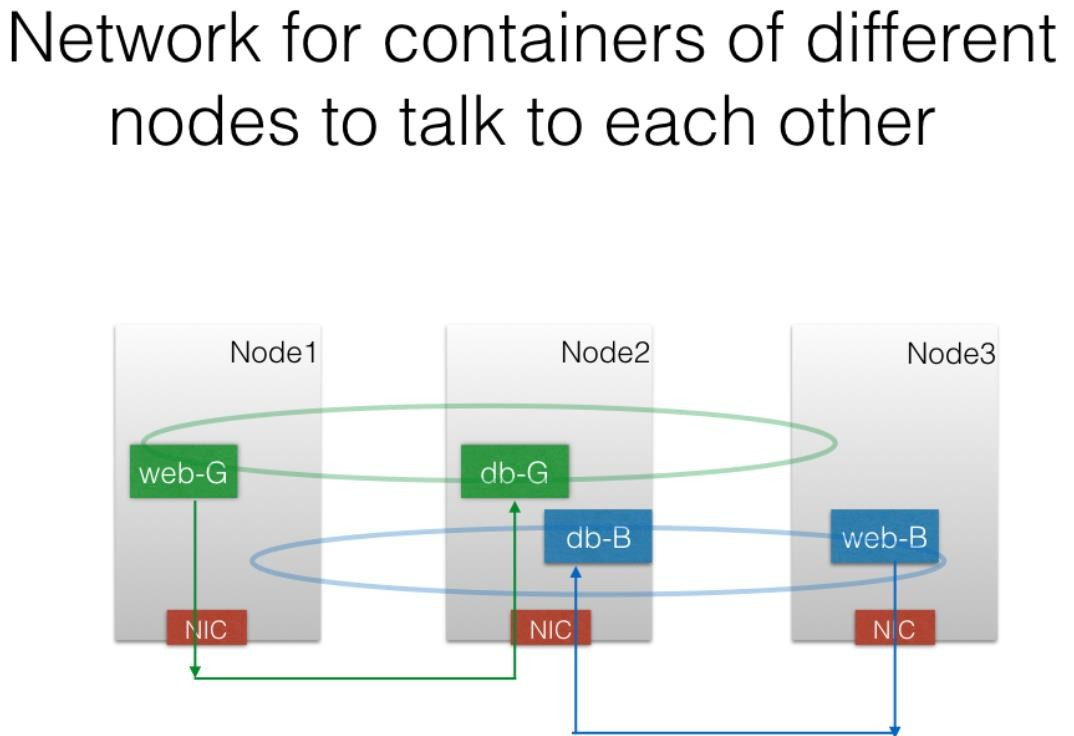 Network for containers of different
nodes to talk to each other
Node1
Node2
Node3
web-G
db-G
db-B
web-B
NIC
NIC
NIC